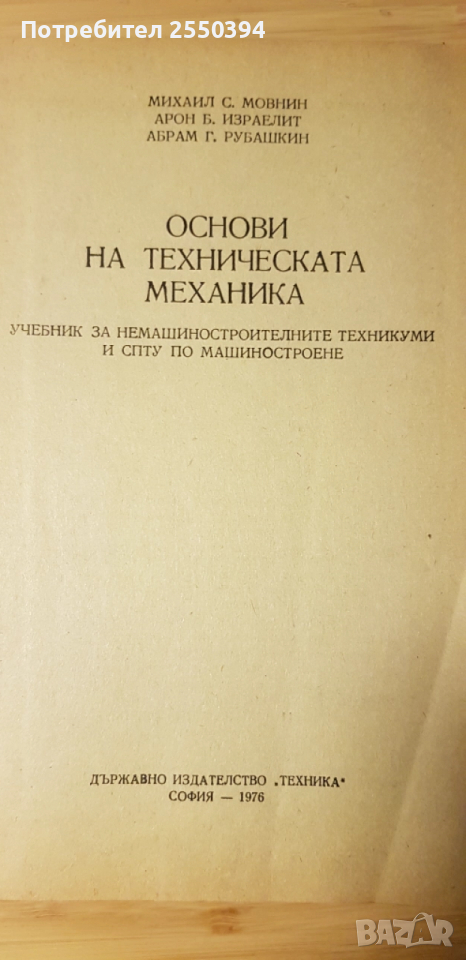 Потребител 2550394
МИХАИЛ С. МОВНИН
АРОН Б. ИЗРАЕЛИТ
АБРАМ Г. РУБАШКИН
ОСНОВИ
НА ТЕХНИЧЕСКАТА
МЕХАНИКА
УЧЕБНИК ЗА НЕМАШИНОСТРОИТЕЛНИТЕ ТЕХНИКУМИ
И СПТУ ПО МАШИНОСТРОЕНЕ
ДЪРЖАВНО ИЗДАТЕЛСТВО „ТЕХНИКА"
СОФИЯ — 1976
BAZAR